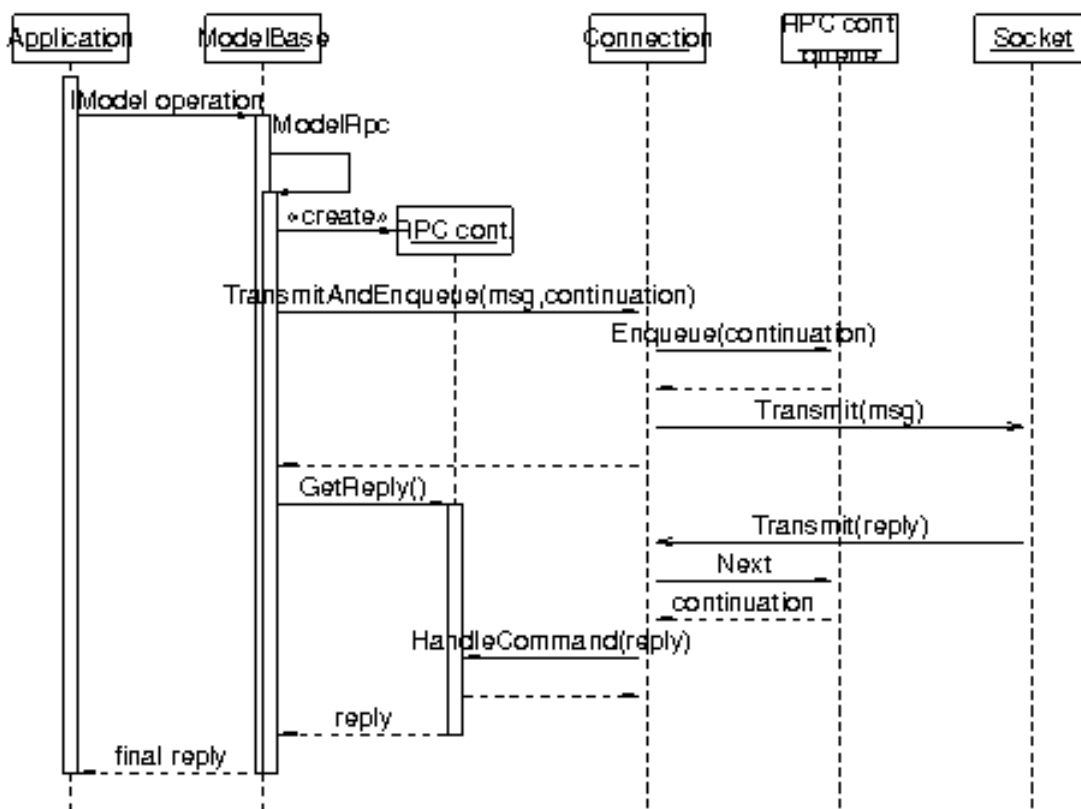 Application
ModelBase
Connection
RPC cont.
queue
Socket
IModel operation
ModelRpc
«create»
RPC cont.
TransmitAndEnqueue(msg,continuation)
Enqueue(continuation)
Transmit(msg)
GetReply()
Transmit(reply)
Next
continuation
HandleCommand(reply)
reply
final reply